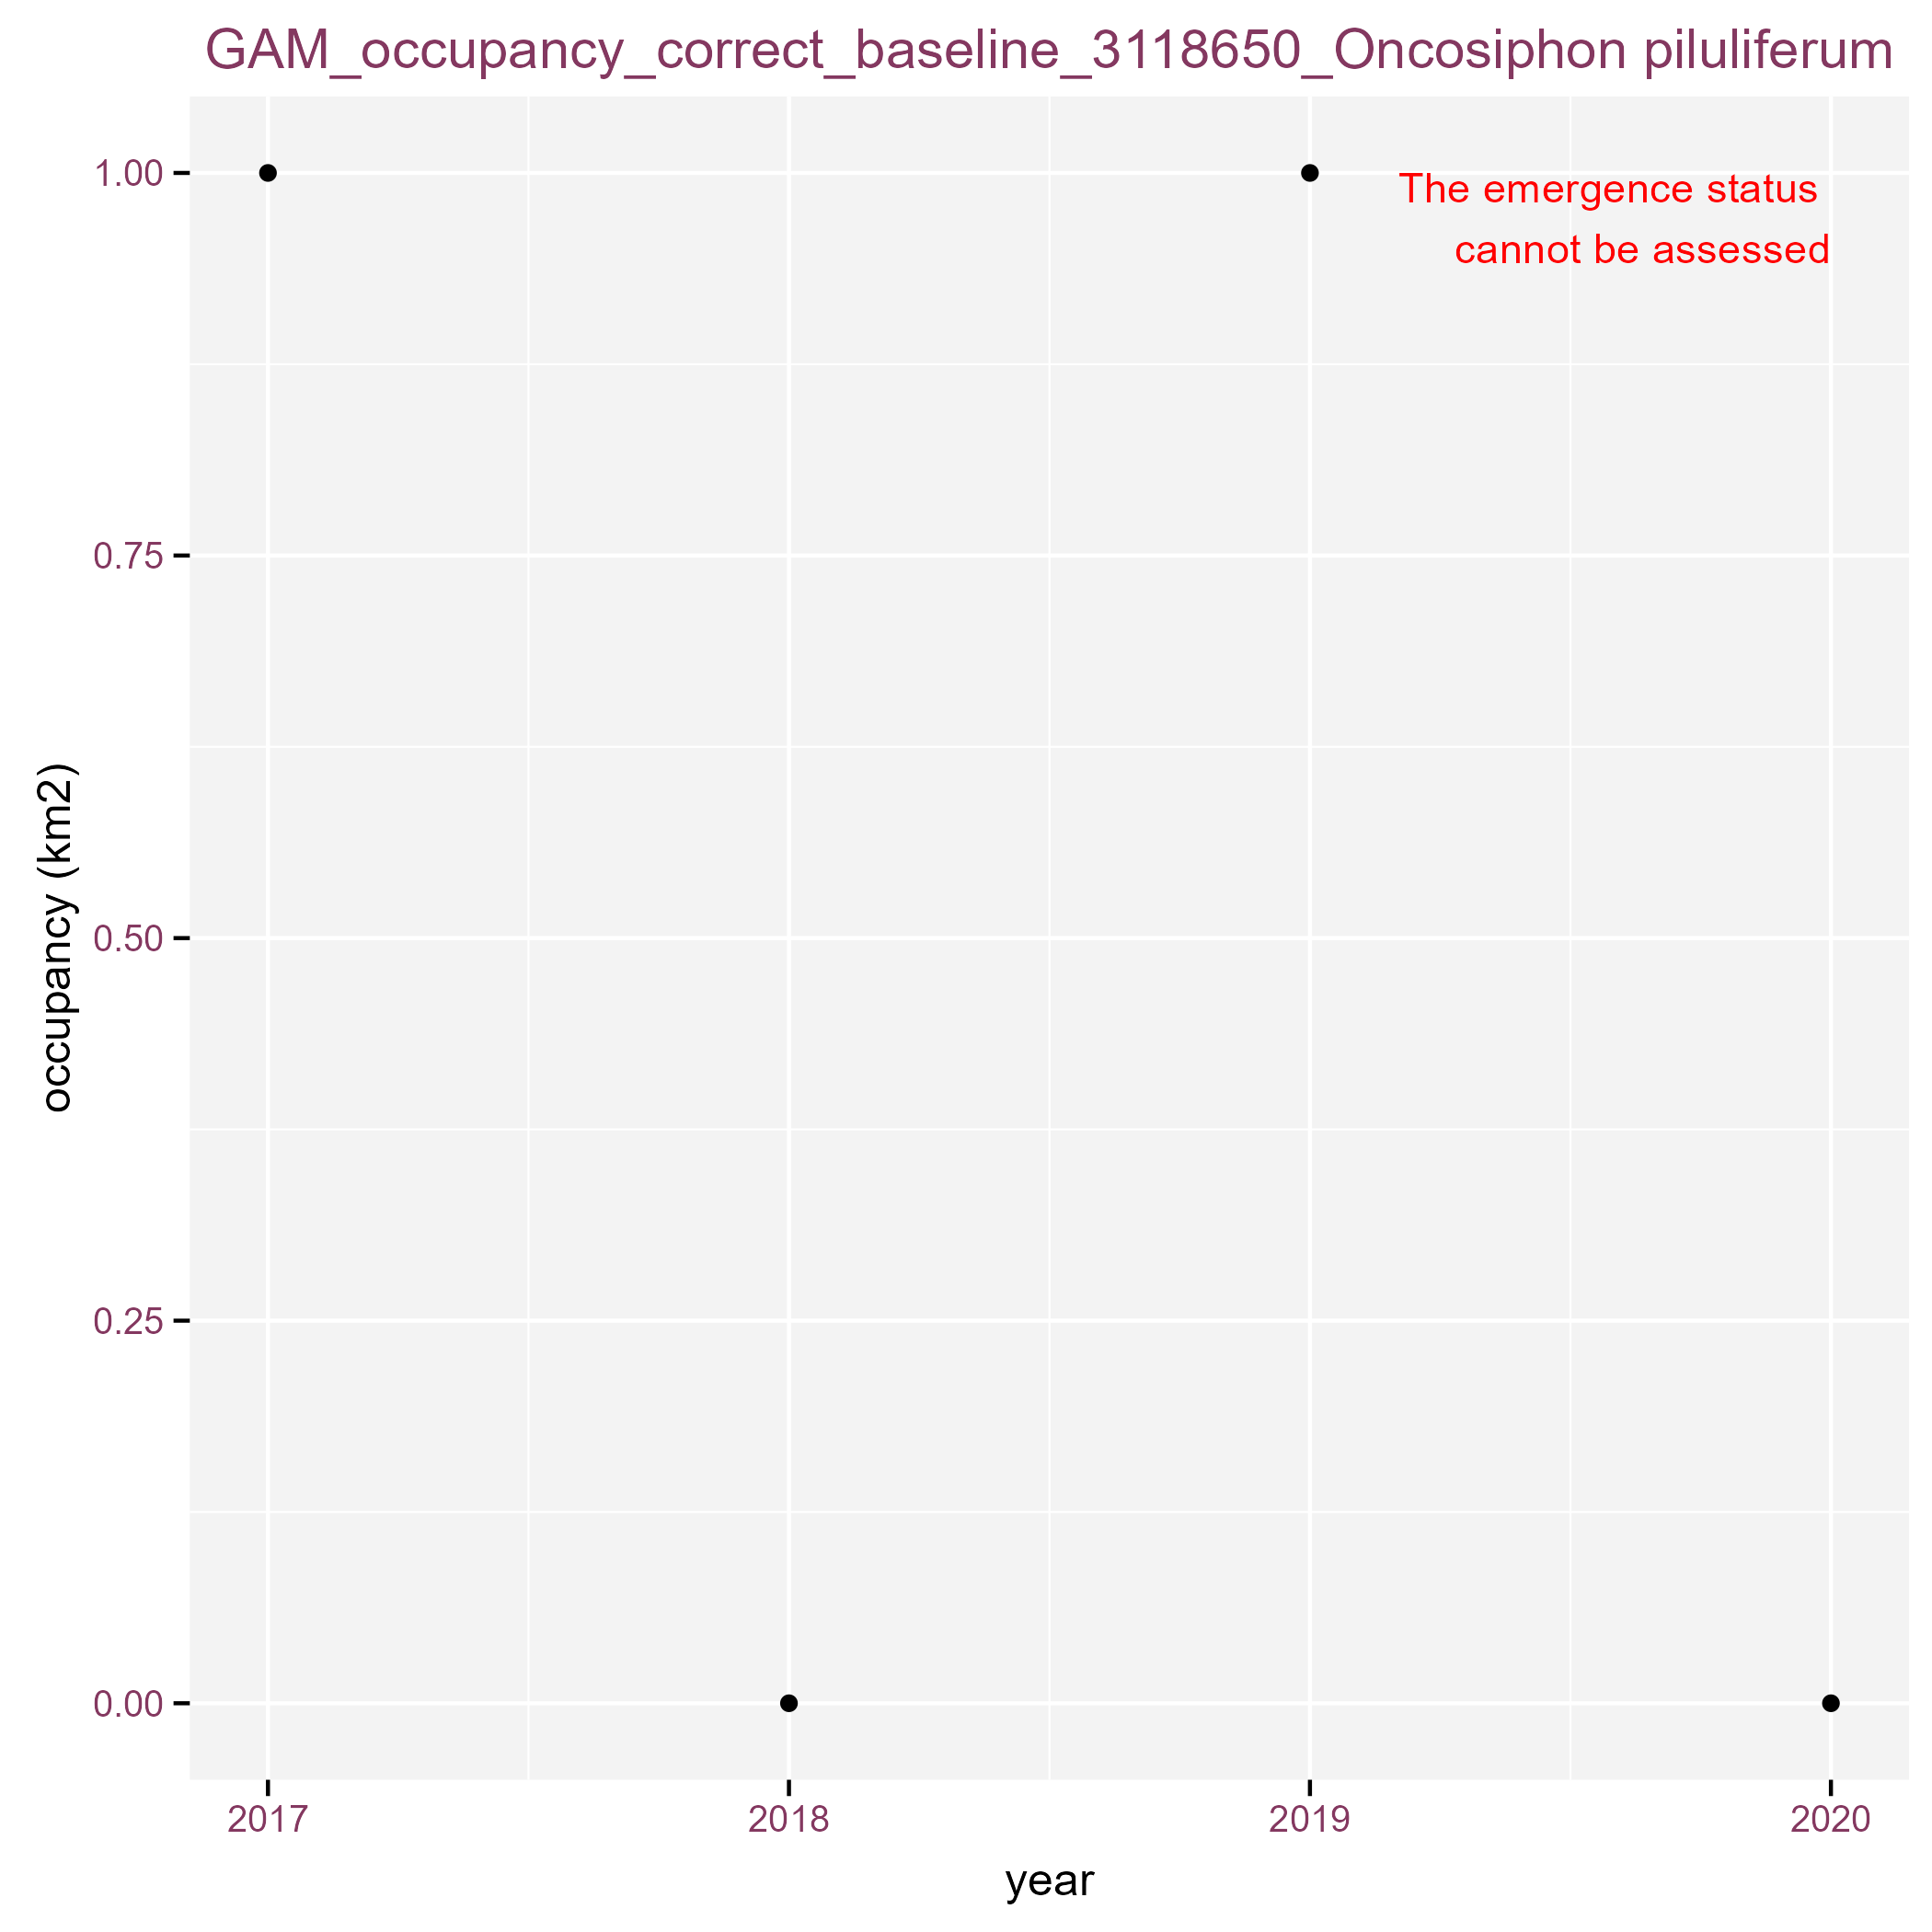 GAM_occupancy_correct_baseline_3118650_Oncosiphon piluliferum
1.00
The emergence status
cannot be assessed
0.75
occupancy (km2)
0.50
0.25
0.00
2017 2018 2019 2020
year